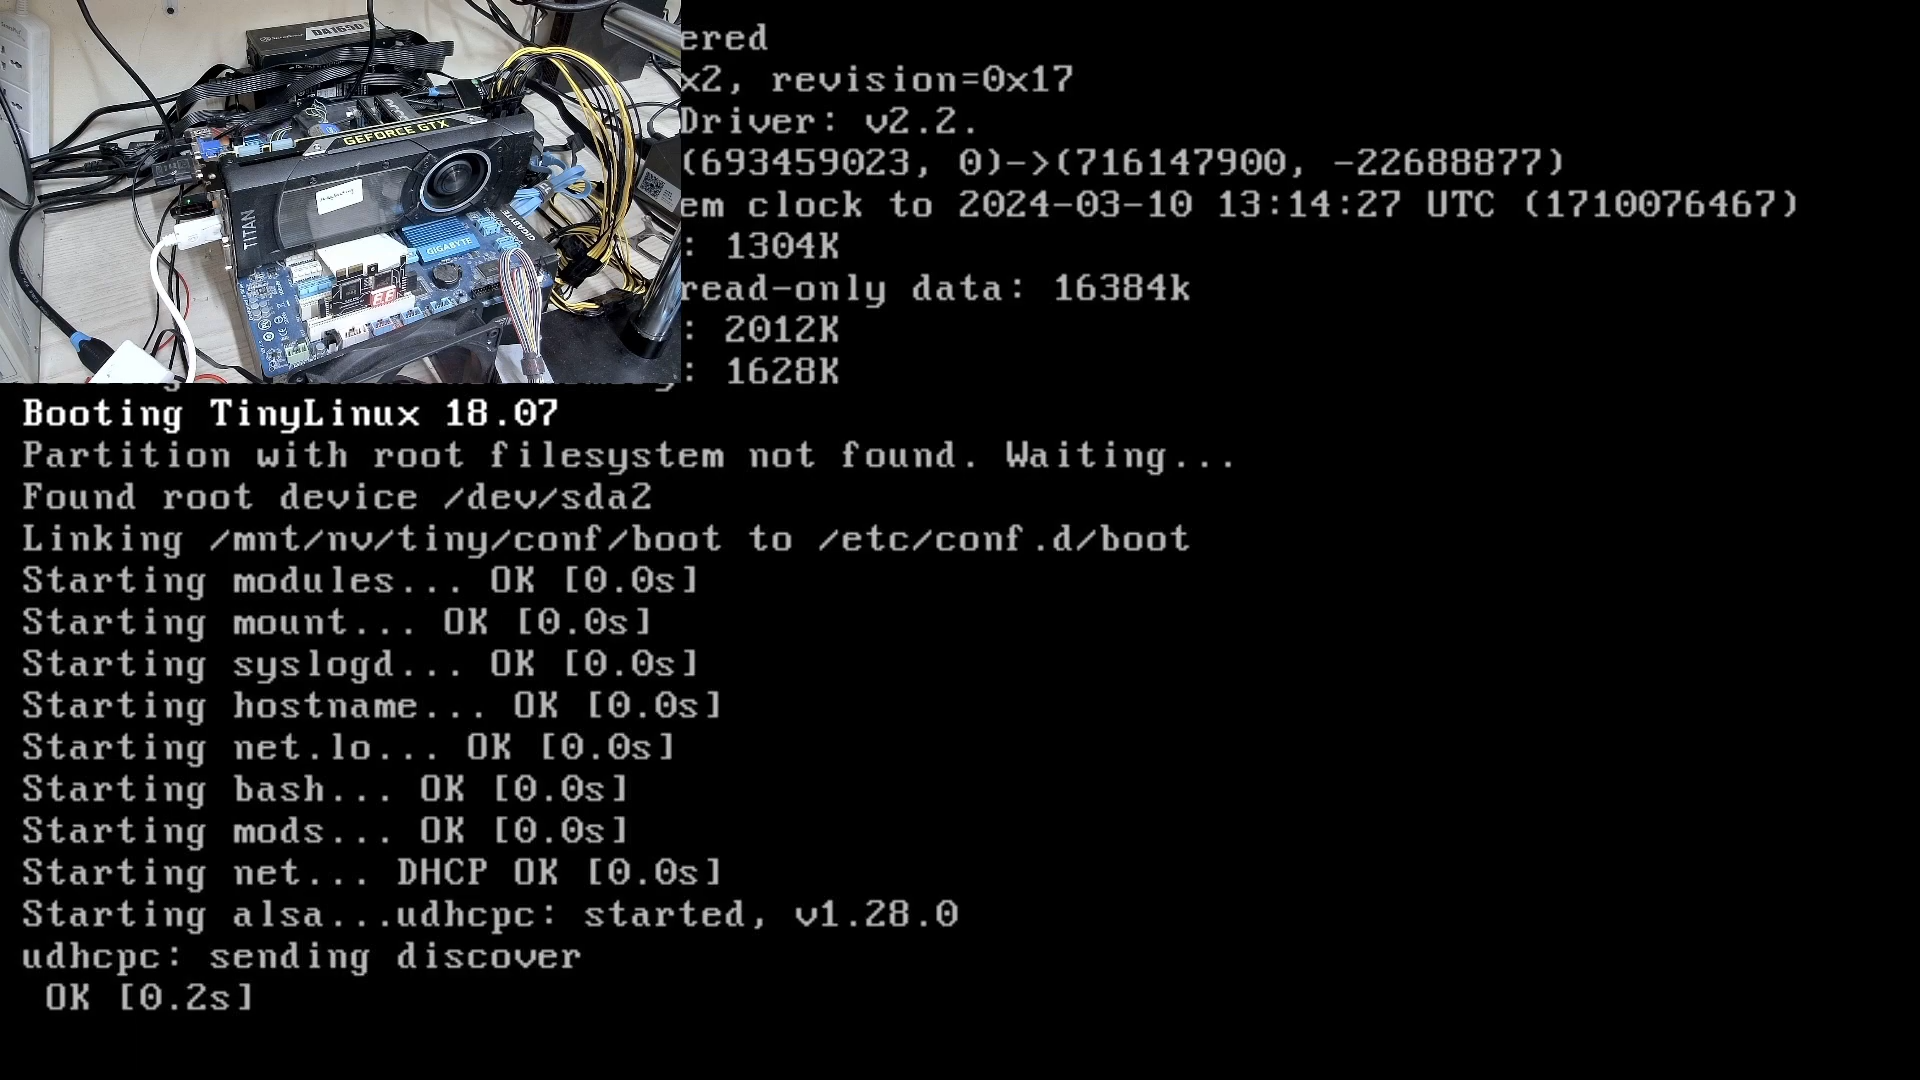 DA1650
GEFORCE GTX
TITAN
GIGABYTE
GIGABYTE
ered
x2, revision=0x17
Driver: v2.2.
(693459023, 0)->(716147900, -22688877)
em clock to 2024-03-10 13:14:27 UTC (1710076467)
: 1304K
read-only data: 16384k
: 2012K
: 1628K
Booting TinyLinux 18.07
Partition with root filesystem not found. Waiting...
Found root device /dev/sda2
Linking /mnt/nv/tiny/conf/boot to /etc/conf.d/boot
Starting modules... OK [0.0s]
Starting mount... OK [0.0s]
Starting syslogd... OK [0.0s]
Starting hostname... OK [0.0s]
Starting net.lo... OK [0.0s]
Starting bash... OK [0.0s]
Starting mods... OK [0.0s]
Starting net... DHCP OK [0.0s]
Starting alsa...udhcpc: started, v1.28.0
udhcpc: sending discover
OK [0.2s]